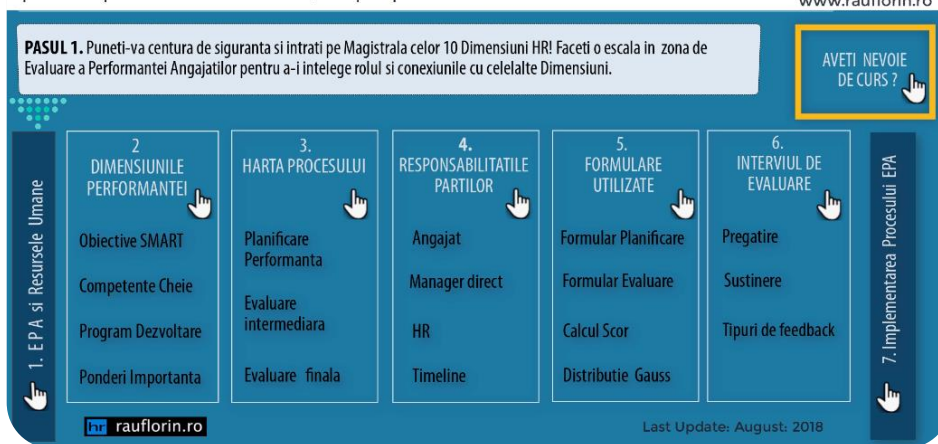 www.rauflorin.ro
PASUL 1. Puneti-va centura de siguranta si intrati pe Magistrala celor 10 Dimensiuni HR! Faceti o escala in zona de
Evaluare a Performantei Angajatilor pentru a-i intelege rolul si conexiunile cu celelalte Dimensiuni.
AVETI NEVOIE
DE CURS ?
1. E P A si Resursele Umane
2
DIMENSIUNILE
PERFORMANTEI
Obiective SMART
Competente Cheie
Program Dezvoltare
Ponderi Importanta
3.
HARTA PROCESULUI
Planificare
Performanta
Evaluare
intermediara
Evaluare finala
4.
RESPONSABILITATILE
PARTILOR
Angajat
Manager direct
HR
Timeline
5.
FORMULARE
UTILIZATE
Formular Planificare
Formular Evaluare
Calcul Scor
Distributie Gauss
6.
INTERVIUL DE
EVALUARE
Pregatire
Sustinere
Tipuri de feedback
7. Implementarea Procesului EPA
hr rauflorin.ro
Last Update: August: 2018